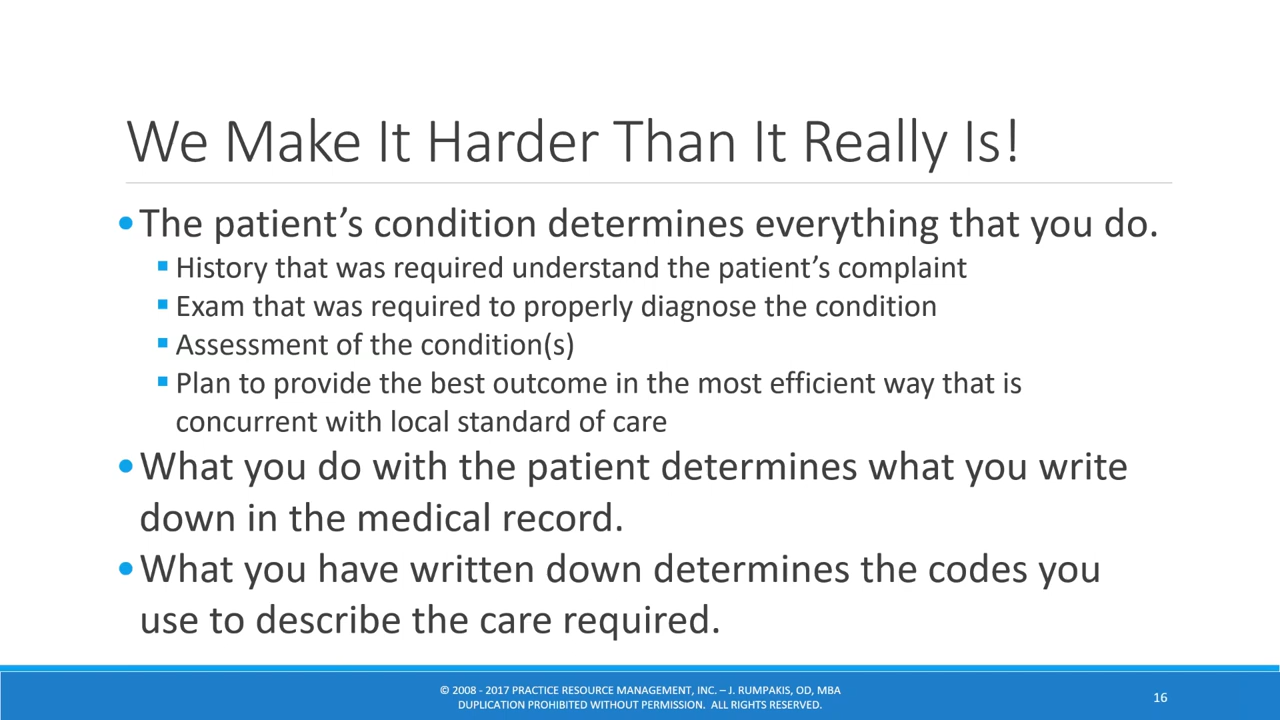 We Make It Harder Than It Really Is!
•The patient’s condition determines everything that you do.
▪History that was required understand the patient’s complaint
▪Exam that was required to properly diagnose the condition
▪Assessment of the condition(s)
▪Plan to provide the best outcome in the most efficient way that is
concurrent with local standard of care
•What you do with the patient determines what you write
down in the medical record.
•What you have written down determines the codes you
use to describe the care required.
© 2008 - 2017 PRACTICE RESOURCE MANAGEMENT, INC. – J. RUMPAKIS, OD, MBA
DUPLICATION PROHIBITED WITHOUT PERMISSION. ALL RIGHTS RESERVED.
16